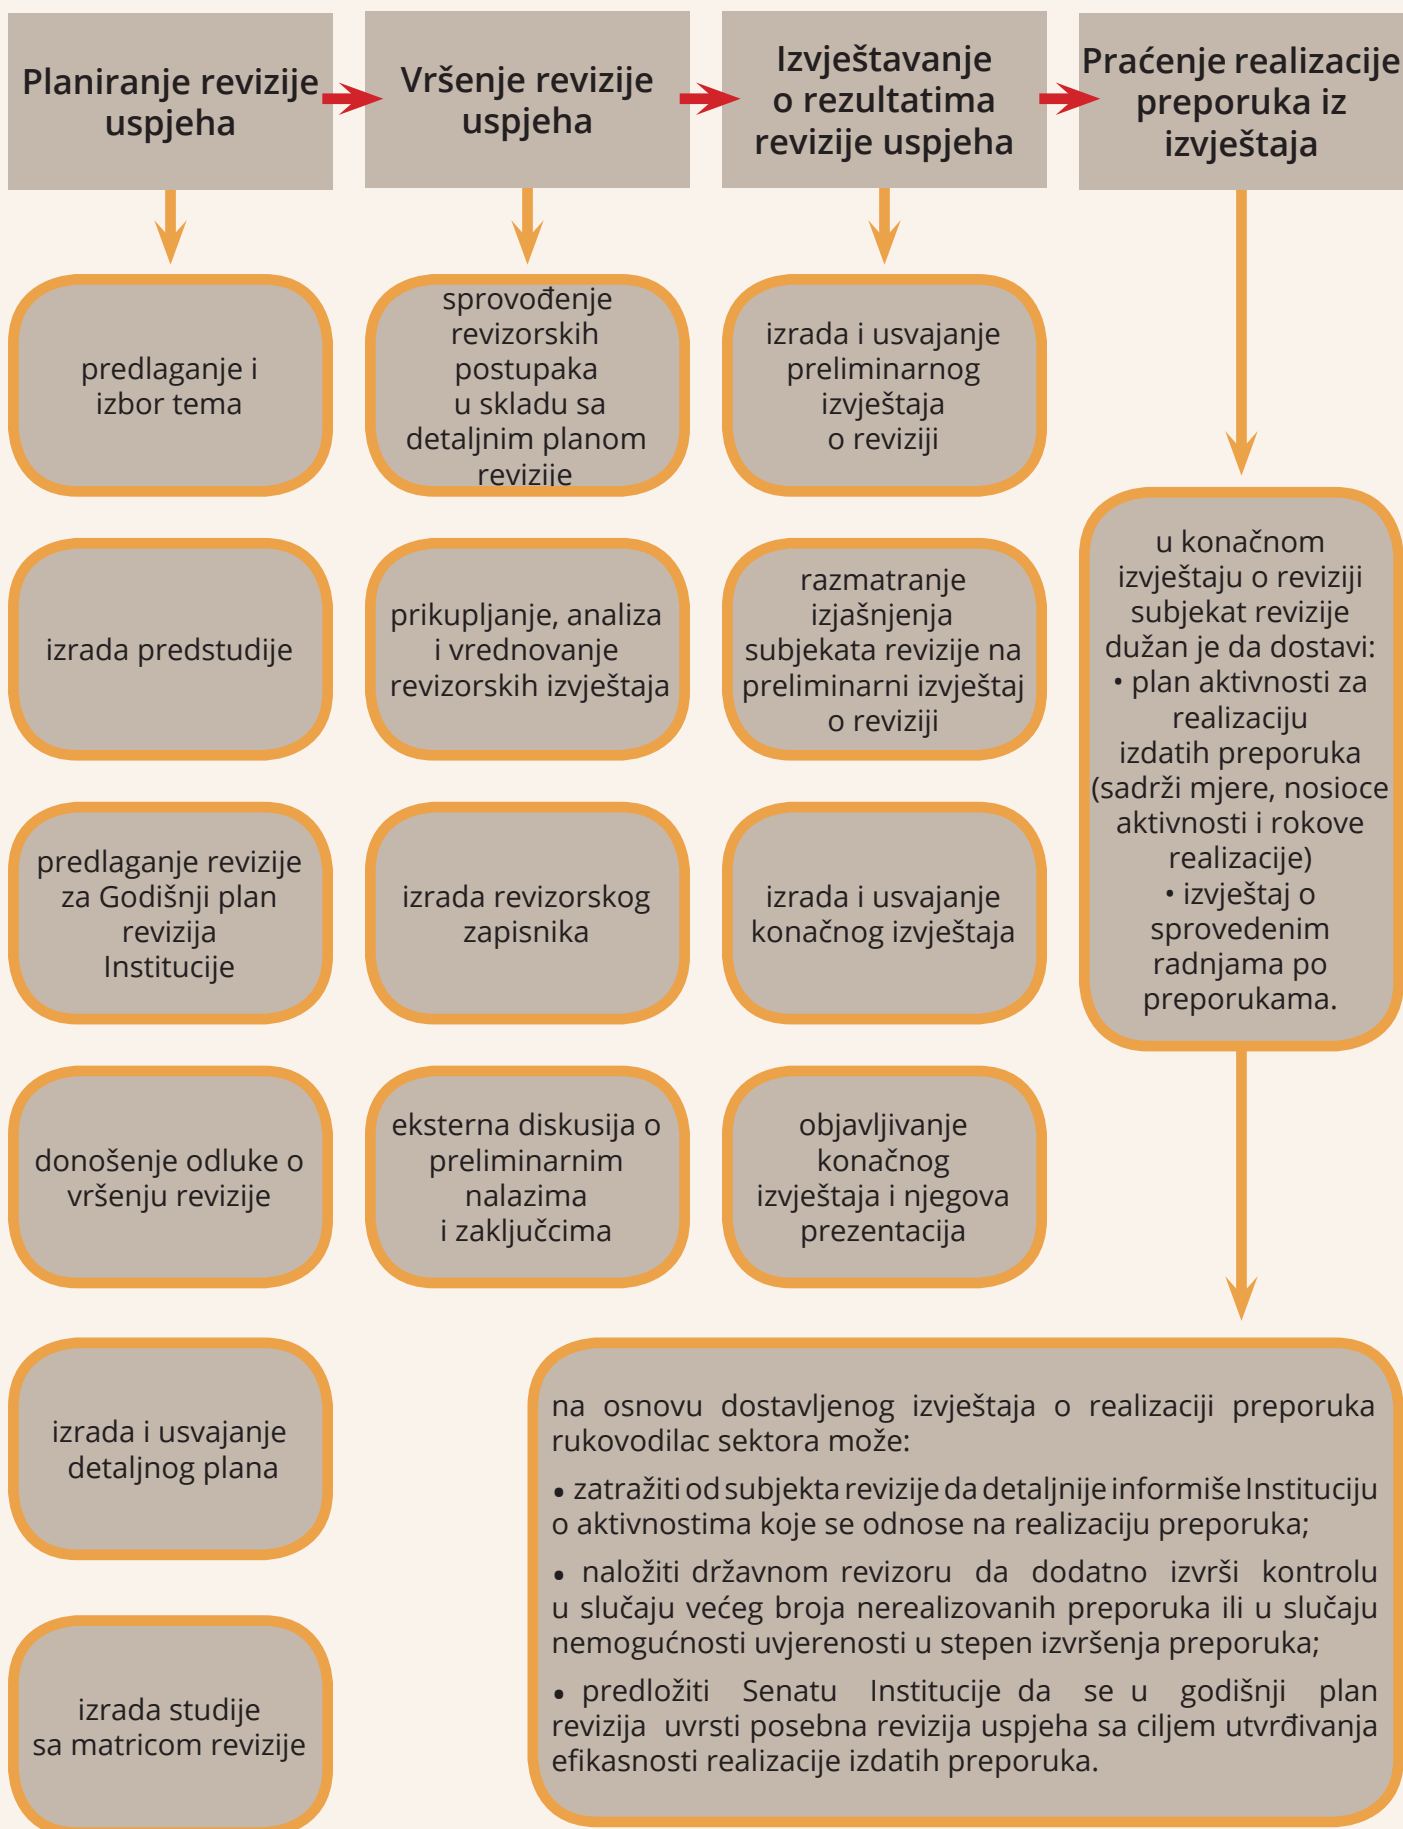 Planiranje revizije
uspjeha
Vršenje revizije
uspjeha
Izvještavanje
o rezultatima
revizije uspjeha
Praćenje realizacije
preporuka iz
izvještaja
predlaganje i
izbor tema
izrada predstudije
predlaganje revizije
za Godišnji plan
revizija
Institucije
donošenje odluke o
vršenju revizije
izrada i usvajanje
detaljnog plana
izrada studije
sa matricom revizije
sprovođenje
revizorskih
postupaka
u skladu sa
detaljnim planom
revizije
prikupljanje, analiza
i vrednovanje
revizorskih izvještaja
izrada revizorskog
zapisnika
eksterna diskusija o
preliminarnim
nalazima
i zaključcima
izrada i usvajanje
preliminarnog
izvještaja
o reviziji
razmatranje
izjašnjenja
subjekata revizije na
preliminarni izvještaj
o reviziji
izrada i usvajanje
konačnog izvještaja
objavljivanje
konačnog
izvještaja i njegova
prezentacija
u konačnom
izvještaju o reviziji
subjekat revizije
dužan je da dostavi:
• plan aktivnosti za
realizaciju
izdatih preporuka
(sadrži mjere, nosioce
aktivnosti i rokove
realizacije)
• izvještaj o
sprovedenim
radnjama po
preporukama.
na osnovu dostavljenog izvještaja o realizaciji preporuka
rukovodilac sektora može:
• zatražiti od subjekta revizije da detaljnije informiše Instituciju
o aktivnostima koje se odnose na realizaciju preporuka;
• naložiti državnom revizoru da dodatno izvrši kontrolu
u slučaju većeg broja nerealizovanih preporuka ili u slučaju
nemogućnosti uvjerenosti u stepen izvršenja preporuka;
• predložiti Senatu Institucije da se u godišnji plan
revizija uvrsti posebna revizija uspjeha sa ciljem utvrđivanja
efikasnosti realizacije izdatih preporuka.